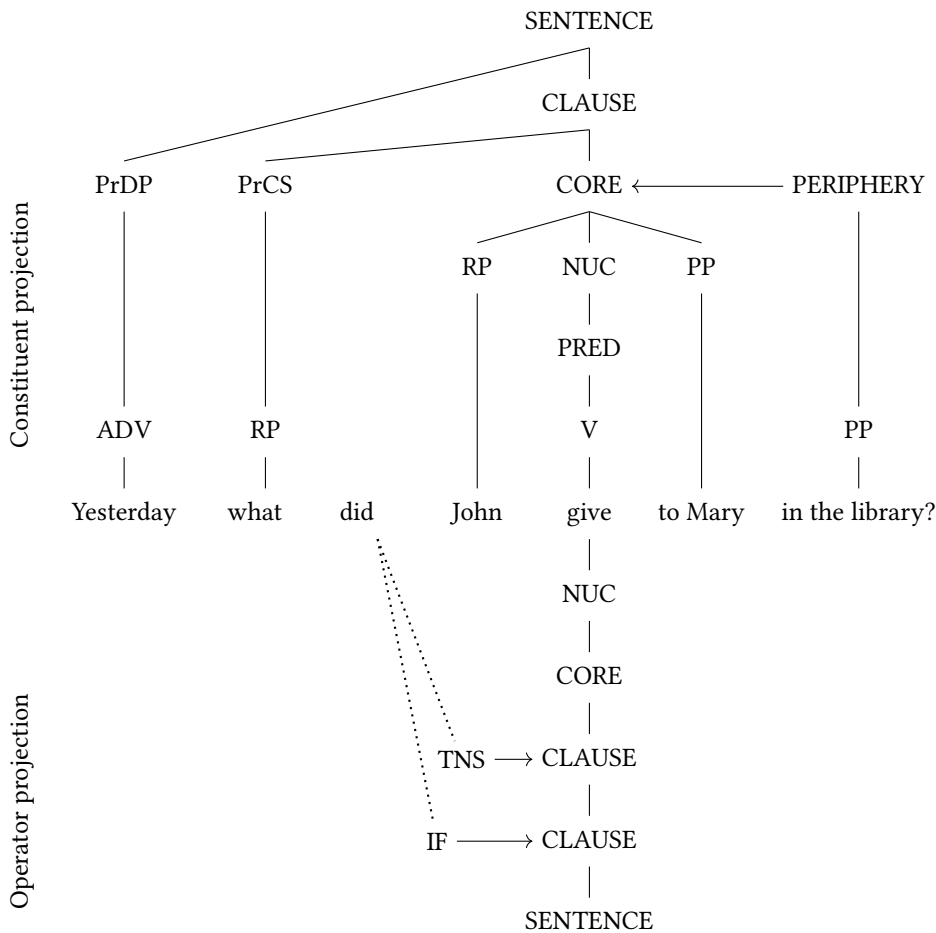 SENTENCE
CLAUSE
PrDP PrCS CORE PERIPHERY
RP NUC PP
PRED
ADV RP V PP
Yesterday what did John give to Mary in the library?
NUC
CORE
TNS CLAUSE
IF CLAUSE
SENTENCE
Constituent projection
Operator projection